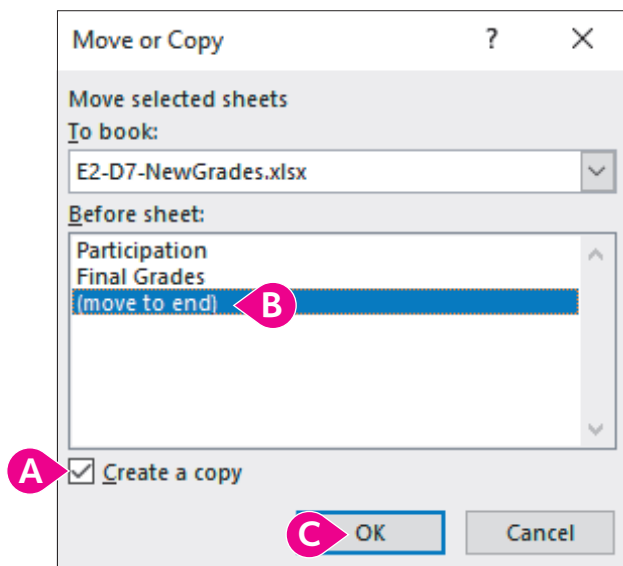 Move or Copy ? ×
Move selected sheets
To book:
E2-D7-NewGrades.xlsx
Before sheet:
Participation
Final Grades
(move to end) B
A Create a copy
C OK Cancel